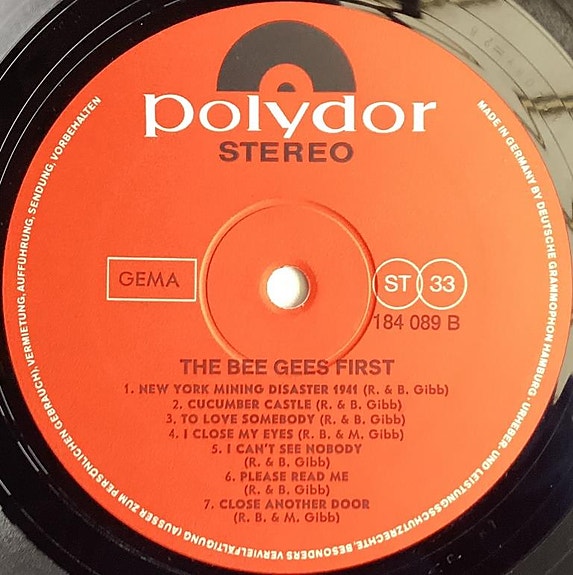 polydor
STEREO
GEMA
ST 33
184 089 B
THE BEE GEES FIRST
1. NEW YORK MINING DISASTER 1941 (R. & B. Gibb)
2. CUCUMBER CASTLE (R. & B. Gibb)
3. TO LOVE SOMEBODY (R. & B. Gibb)
4. I CLOSE MY EYES (R. B. & M. Gibb)
5. I CAN'T SEE NOBODY
(R. & B. Gibb)
6. PLEASE READ ME
(R. & B. Gibb)
7. CLOSE ANOTHER DOOR
(R. B. & M. Gibb)
MADE IN GERMANY BY DEUTSCHE GRAMMOPHON HAMBURG · URHEBER- UND LEISTUNGSSCHUTZRECHTE, BESONDERS VERVIELFÄLTIGUNG (AUSSER ZUM PERSÖNLICHEN GEBRAUCH), VERMIETUNG, AUFFÜHRUNG, SENDUNG, VORBEHALTEN